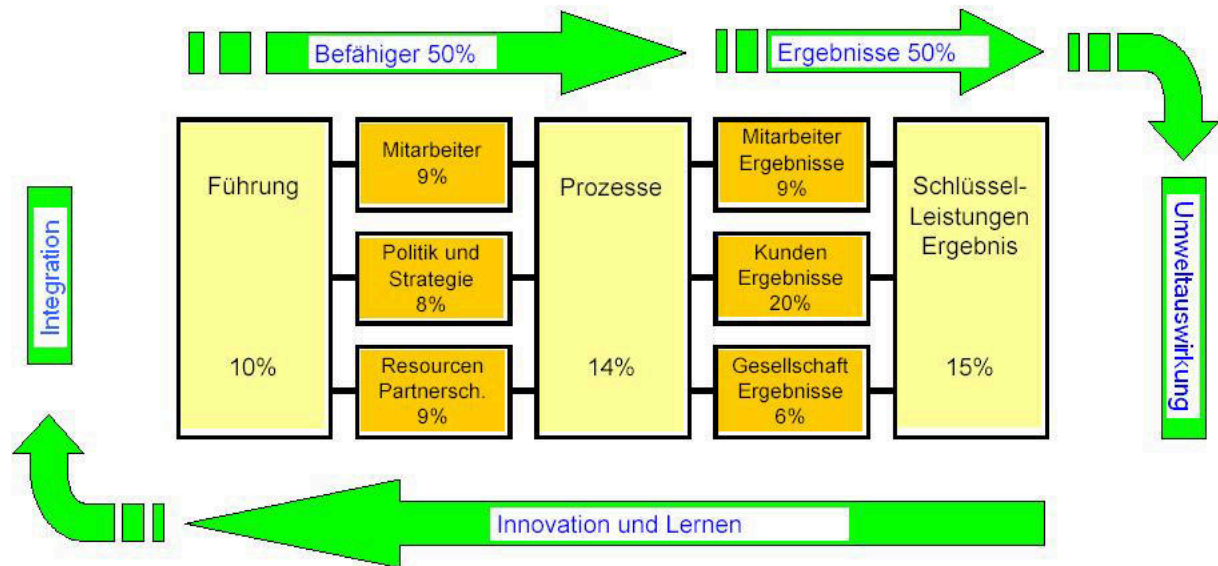 Befähiger 50%
Ergebnisse 50%
Führung
10%
Mitarbeiter
9%
Politik und
Strategie
8%
Resourcen
Partnersch.
9%
Prozesse
14%
Mitarbeiter
Ergebnisse
9%
Kunden
Ergebnisse
20%
Gesellschaft
Ergebnisse
6%
Schlüssel-
Leistungen
Ergebnis
15%
Umweltauswirkung
Innovation und Lernen
Integration